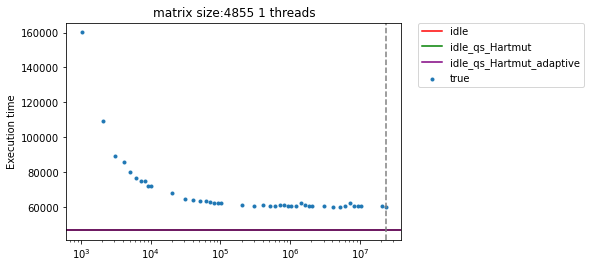 matrix size:4855 1 threads
Execution time
160000
140000
120000
100000
80000
60000
10³
10⁴
10⁵
10⁶
10⁷
idle
idle_qs_Hartmut
idle_qs_Hartmut_adaptive
true